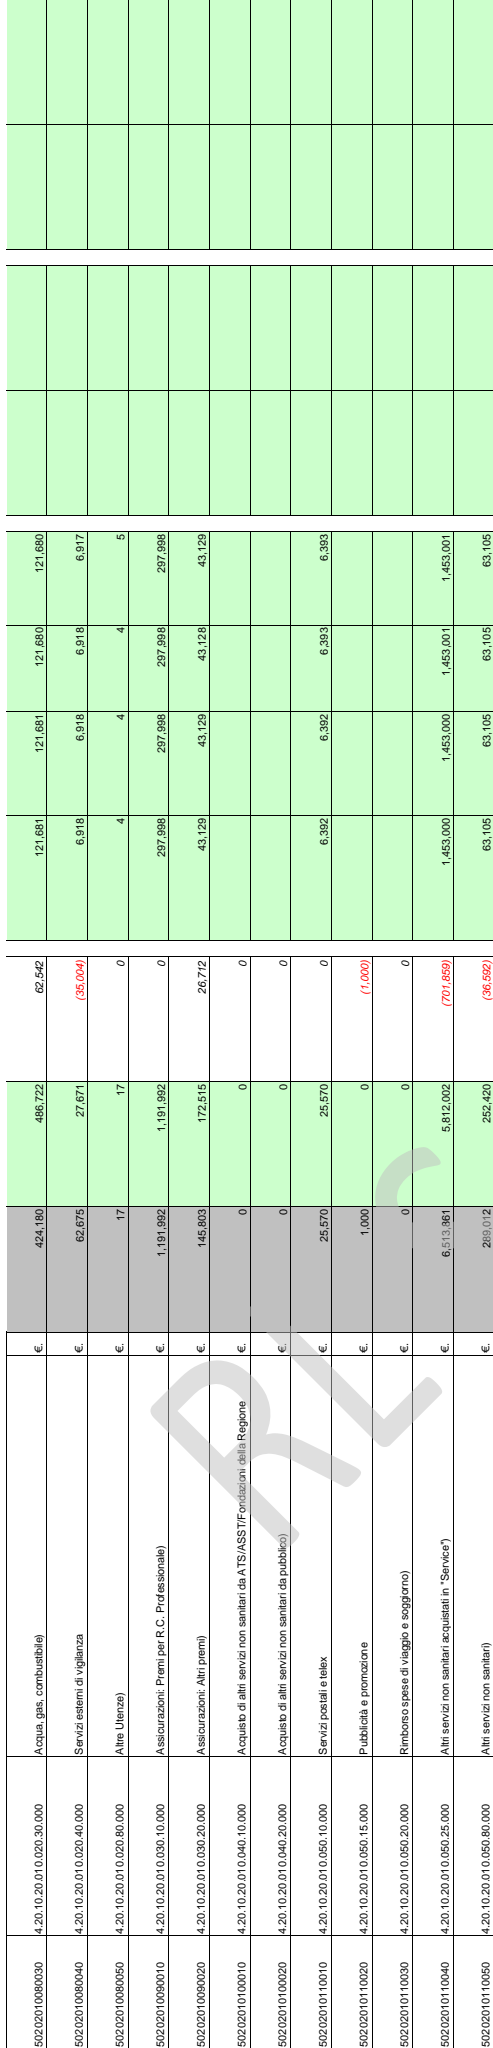 50202010080030 4.20.10.20.010.020.30.000 Acqua, gas, combustibile) €. 424,180 486,722 62,542 121,681 121,681 121,680 121,680
50202010080040 4.20.10.20.010.020.40.000 Servizi esterni di vigilanza €. 62,675 27,671 (35,004) 6,918 6,918 6,918 6,917
50202010080050 4.20.10.20.010.020.80.000 Altre Utenze) €. 17 17 0 4 4 4 5
50202010090010 4.20.10.20.010.030.10.000 Assicurazioni: Premi per R.C. Professionale) €. 1,191,992 1,191,992 0 297,998 297,998 297,998 297,998
50202010090020 4.20.10.20.010.030.20.000 Assicurazioni: Altri premi) €. 145,803 172,515 26,712 43,129 43,129 43,128 43,129
50202010100010 4.20.10.20.010.040.10.000 Acquisto di altri servizi non sanitari da ATS/ASST/Fondazioni della Regione €. 0 0 0
50202010100020 4.20.10.20.010.040.20.000 Acquisto di altri servizi non sanitari da pubblico) €. 0 0 0
50202010110010 4.20.10.20.010.050.10.000 Servizi postali e telex €. 25,570 25,570 0 6,392 6,392 6,393 6,393
50202010110020 4.20.10.20.010.050.15.000 Pubblicità e promozione €. 1,000 0 (1,000)
50202010110030 4.20.10.20.010.050.20.000 Rimborso spese di viaggio e soggiorno) €. 0 0 0
50202010110040 4.20.10.20.010.050.25.000 Altri servizi non sanitari acquistati in "Service") €. 6,513,861 5,812,002 (701,859) 1,453,000 1,453,000 1,453,001 1,453,001
50202010110050 4.20.10.20.010.050.80.000 Altri servizi non sanitari) €. 289,012 252,420 (36,592) 63,105 63,105 63,105 63,105